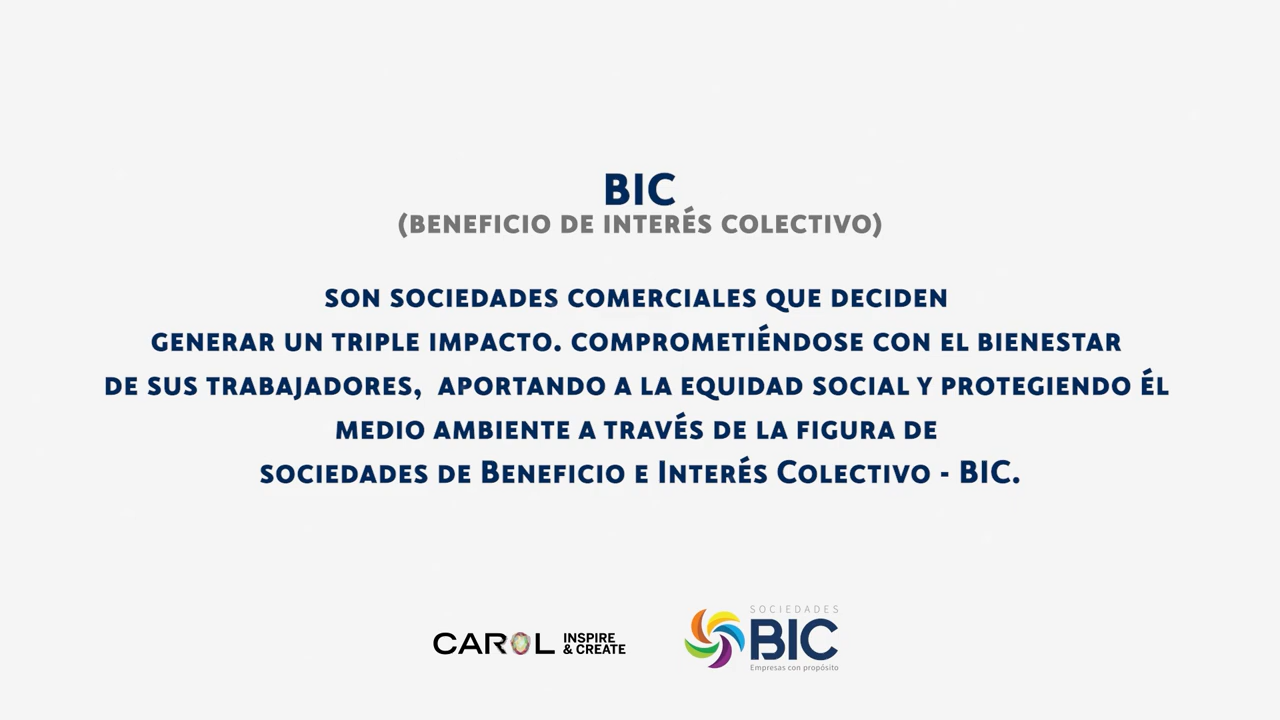 BIC
(BENEFICIO DE INTERÉS COLECTIVO)
SON SOCIEDADES COMERCIALES QUE DECIDEN
GENERAR UN TRIPLE IMPACTO. COMPROMETIÉNDOSE CON EL BIENESTAR
DE SUS TRABAJADORES, APORTANDO A LA EQUIDAD SOCIAL Y PROTEGIENDO ÉL
MEDIO AMBIENTE A TRAVÉS DE LA FIGURA DE
SOCIEDADES DE BENEFICIO E INTERÉS COLECTIVO - BIC.
CAROL INSPIRE
& CREATE
SOCIEDADES
BIC
Empresas con propósito